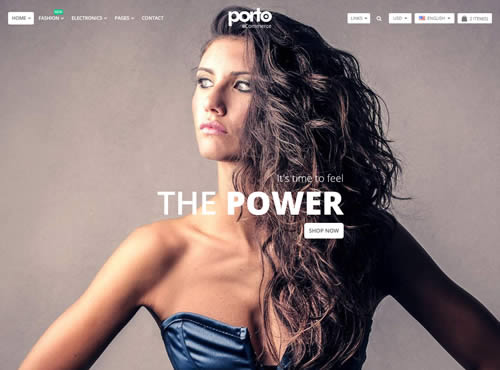 HOME FASHION NEW ELECTRONICS PAGES CONTACT
porto
eCommerce
LINKS USD ENGLISH 2 ITEM(S)
It's time to feel
THE POWER
SHOP NOW